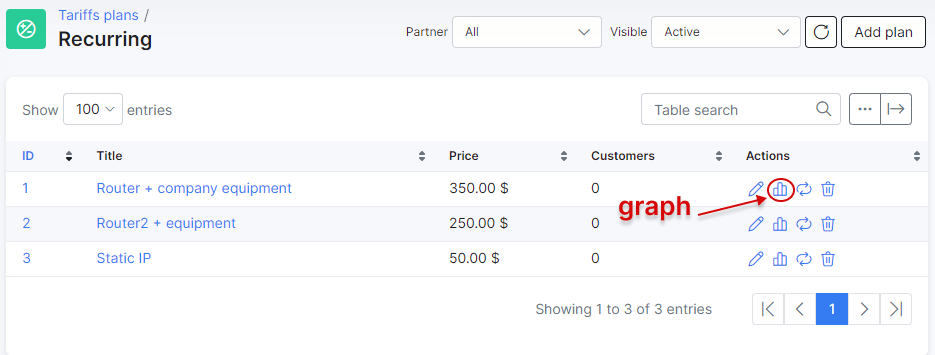 Tariffs plans /
Recurring
Partner All Visible Active Add plan
Show 100 entries Table search
ID Title Price Customers Actions
1 Router + company equipment 350.00 $ 0
graph
2 Router2 + equipment 250.00 $ 0
3 Static IP 50.00 $ 0
Showing 1 to 3 of 3 entries 1